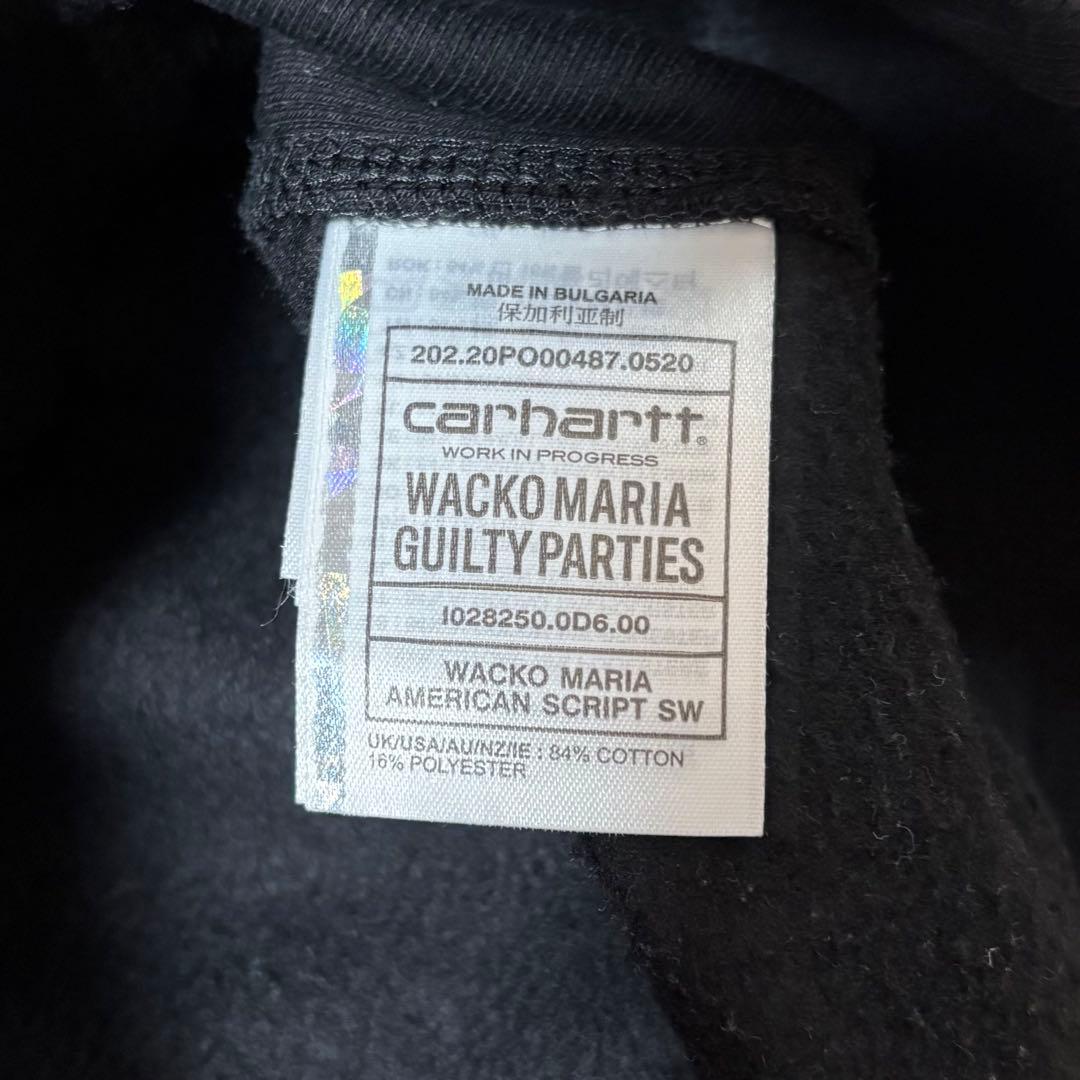 MADE IN BULGARIA
保加利亚制
202.20PO00487.0520
carhartt®
WORK IN PROGRESS
WACKO MARIA
GUILTY PARTIES
I028250.0D6.00
WACKO MARIA
AMERICAN SCRIPT SW
UK/USA/AU/NZ/IE : 84% COTTON
16% POLYESTER